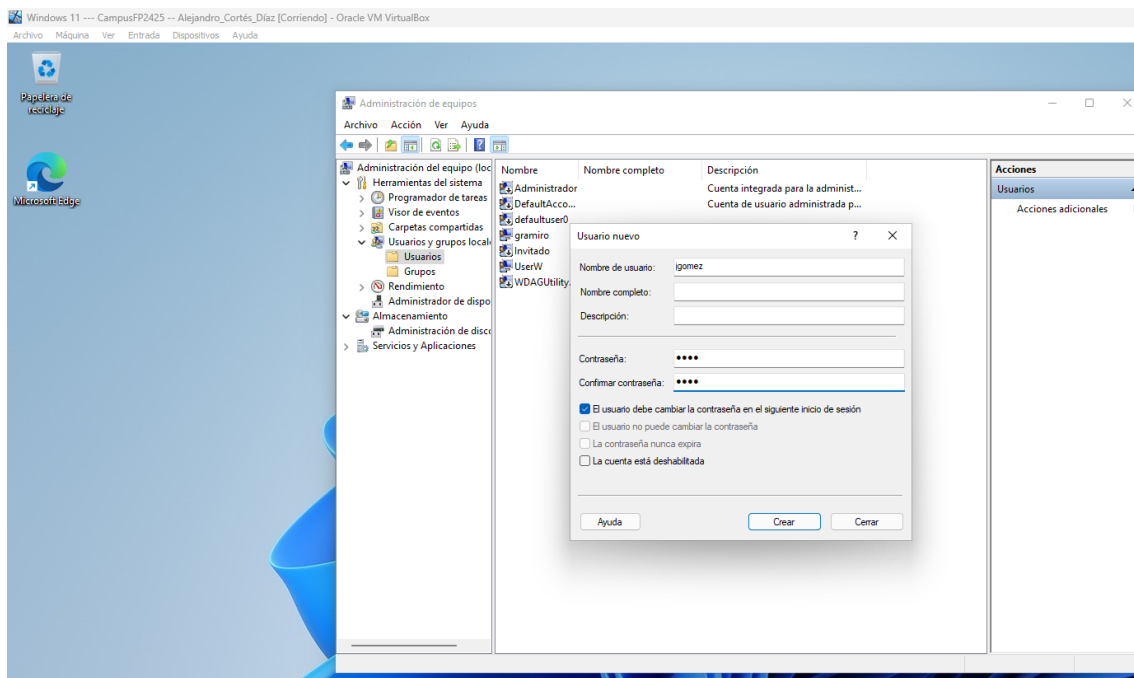 Windows 11 --- CampusFP2425 -- Alejandro_Cortés_Díaz [Corriendo] - Oracle VM VirtualBox
Archivo Máquina Ver Entrada Dispositivos Ayuda
Papelera de
reciclaje
Microsoft Edge
Administración de equipos
Archivo Acción Ver Ayuda
Administración del equipo (loc
Herramientas del sistema
Programador de tareas
Visor de eventos
Carpetas compartidas
Usuarios y grupos locale
Usuarios
Grupos
Rendimiento
Administrador de dispo
Almacenamiento
Administración de disco
Servicios y Aplicaciones
Nombre Nombre completo Descripción
Administrador Cuenta integrada para la administ...
DefaultAcco... Cuenta de usuario administrada p...
defaultuser0
gramiro
Invitado
UserW
WDAGUtility.
Usuario nuevo ?
Nombre de usuario: jgomez
Nombre completo:
Descripción:
Contraseña: ••••
Confirmar contraseña: ••••
El usuario debe cambiar la contraseña en el siguiente inicio de sesión
El usuario no puede cambiar la contraseña
La contraseña nunca expira
La cuenta está deshabilitada
Ayuda Crear Cerrar
Acciones
Usuarios
Acciones adicionales